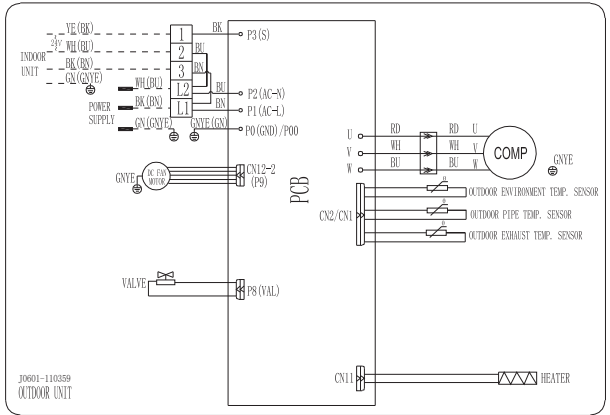 YE(BK) 1 BK P3(S)
24V WH(BU) 2 BU
INDOOR UNIT BK(BN) 3 BN
GN(GNYE)
WH(BU) L2 BU P2(AC-N)
POWER SUPPLY BK(BN) L1 BN P1(AC-L)
GN(GNYE) GNYE(GN) P0(GND)/P00
U RD RD U
V WH WH V COMP
W BU BU W GNYE
GNYE DC FAN MOTOR CN12-2 (P9)
PCB
CN2/CN1
θ OUTDOOR ENVIRONMENT TEMP. SENSOR
θ OUTDOOR PIPE TEMP. SENSOR
θ OUTDOOR EXHAUST TEMP. SENSOR
VALVE P8(VAL)
CN11 HEATER
J0601-110359
OUTDOOR UNIT